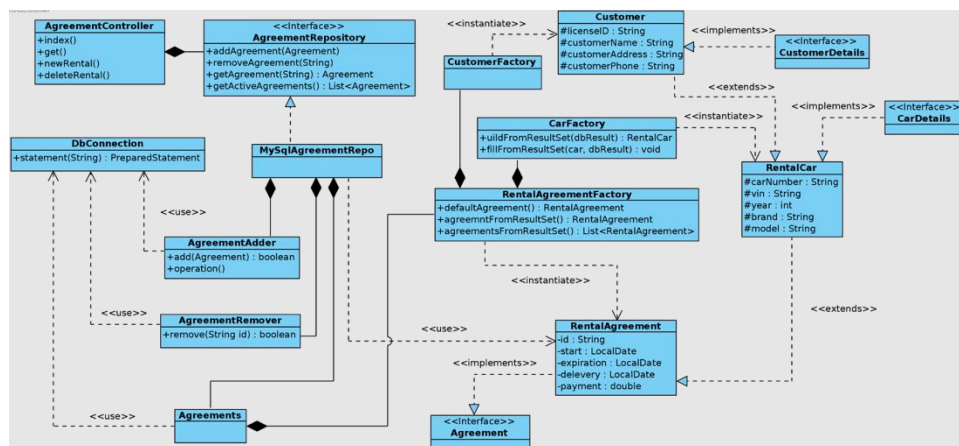 AgreementController
+index()
+get()
+newRental()
+deleteRental()
<<Interface>>
AgreementRepository
+addAgreement(Agreement)
+removeAgreement(String)
+getAgreement(String) : Agreement
+getActiveAgreements() : List<Agreement>
<<instantiate>>
CustomerFactory
Customer
#licenseID : String
#customerName : String
#customerAddress : String
#customerPhone : String
<<implements>>
<<Interface>>
CustomerDetails
<<extends>>
<<implements>>
<<Interface>>
CarDetails
DbConnection
+statement(String) : PreparedStatement
MySqlAgreementRepo
CarFactory
+uildFromResultSet(dbResult) : RentalCar
+fillFromResultSet(car, dbResult) : void
<<instantiate>>
RentalCar
#carNumber : String
#vin : String
#year : int
#brand : String
#model : String
RentalAgreementFactory
+defaultAgreement() : RentalAgreement
+agreemntFromResultSet() : RentalAgreement
+agreementsFromResultSet() : List<RentalAgreement>
<<use>>
AgreementAdder
+add(Agreement) : boolean
+operation()
<<instantiate>>
<<extends>>
<<use>>
AgreementRemover
+remove(String id) : boolean
<<use>>
RentalAgreement
-id : String
-start : LocalDate
-expiration : LocalDate
-delevery : LocalDate
-payment : double
<<implements>>
<<use>>
Agreements
<<Interface>>
Agreement